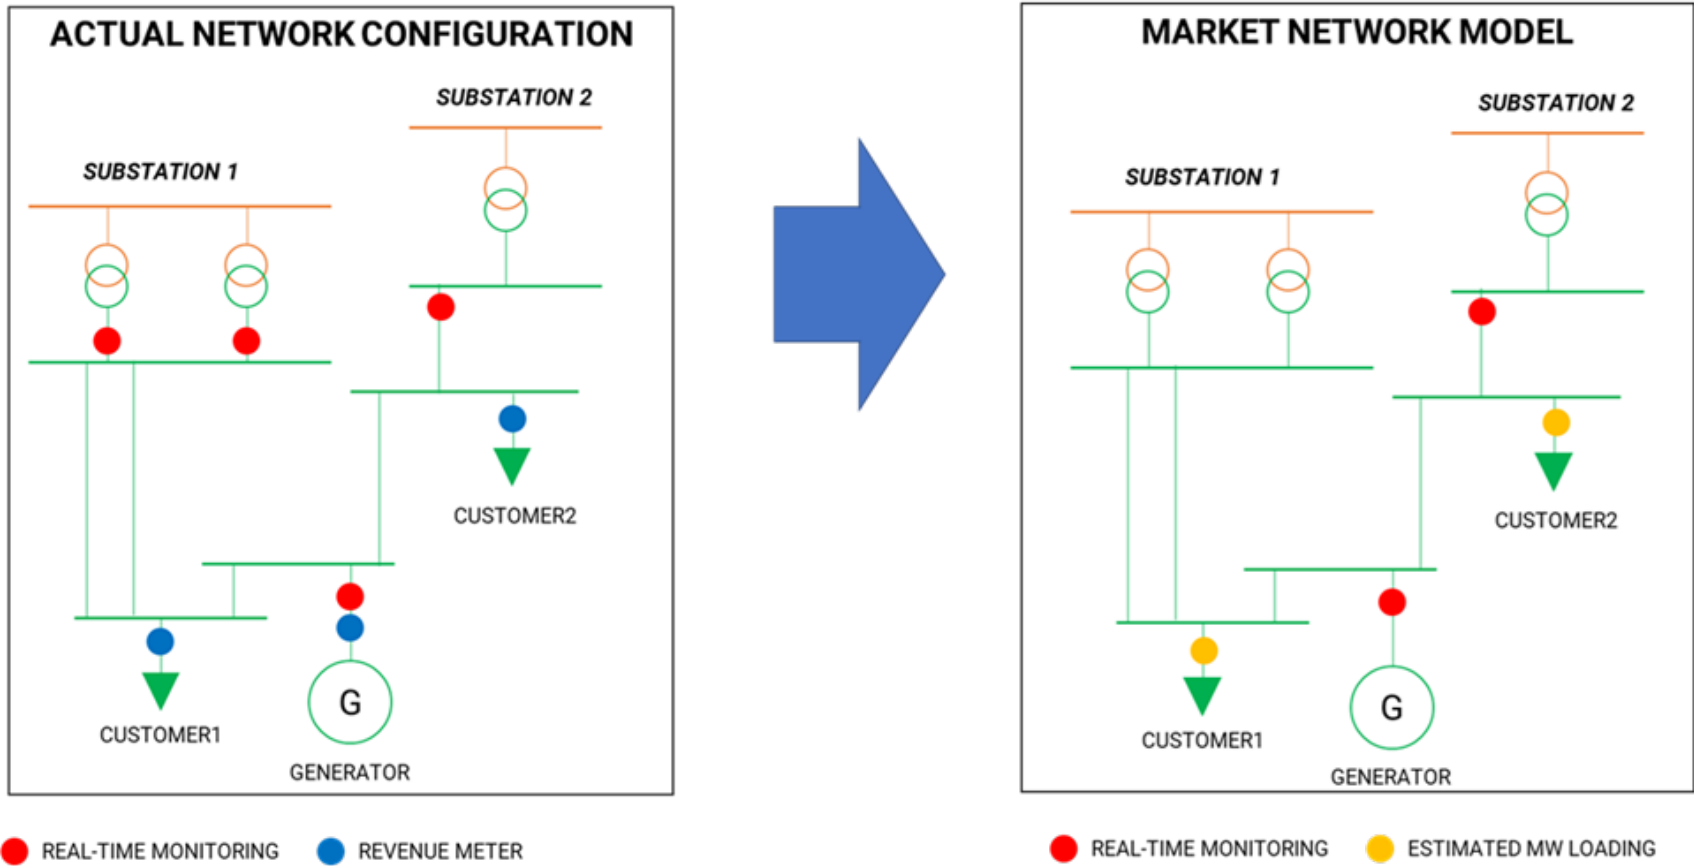 ACTUAL NETWORK CONFIGURATION
SUBSTATION 2
SUBSTATION 1
CUSTOMER2
CUSTOMER1
G
GENERATOR
REAL-TIME MONITORING
REVENUE METER
MARKET NETWORK MODEL
SUBSTATION 2
SUBSTATION 1
CUSTOMER2
CUSTOMER1
G
GENERATOR
REAL-TIME MONITORING
ESTIMATED MW LOADING